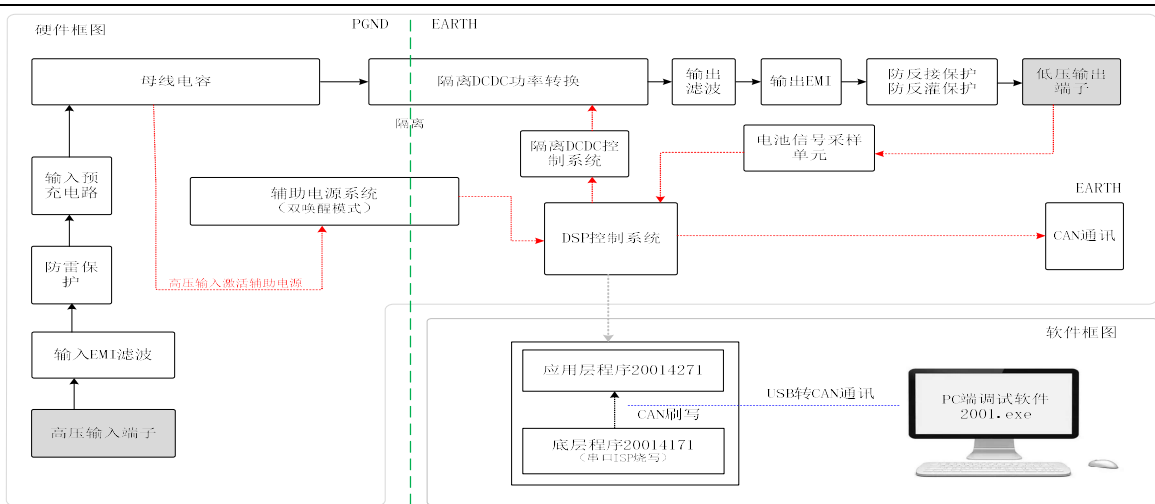 硬件框图
PGND
EARTH
母线电容
隔离DCDC功率转换
输出
滤波
输出EMI
防反接保护
防反灌保护
低压输出
端子
隔离
隔离DCDC控
制系统
电池信号采样
单元
输入预
充电路
辅助电源系统
(双唤醒模式)
EARTH
DSP控制系统
CAN通讯
防雷保
护
高压输入激活辅助电源
输入EMI滤波
高压输入端子
软件框图
应用层程序20014271
USB转CAN通讯
CAN刷写
底层程序20014171
(串口ISP烧写)
PC端调试软件
2001.exe